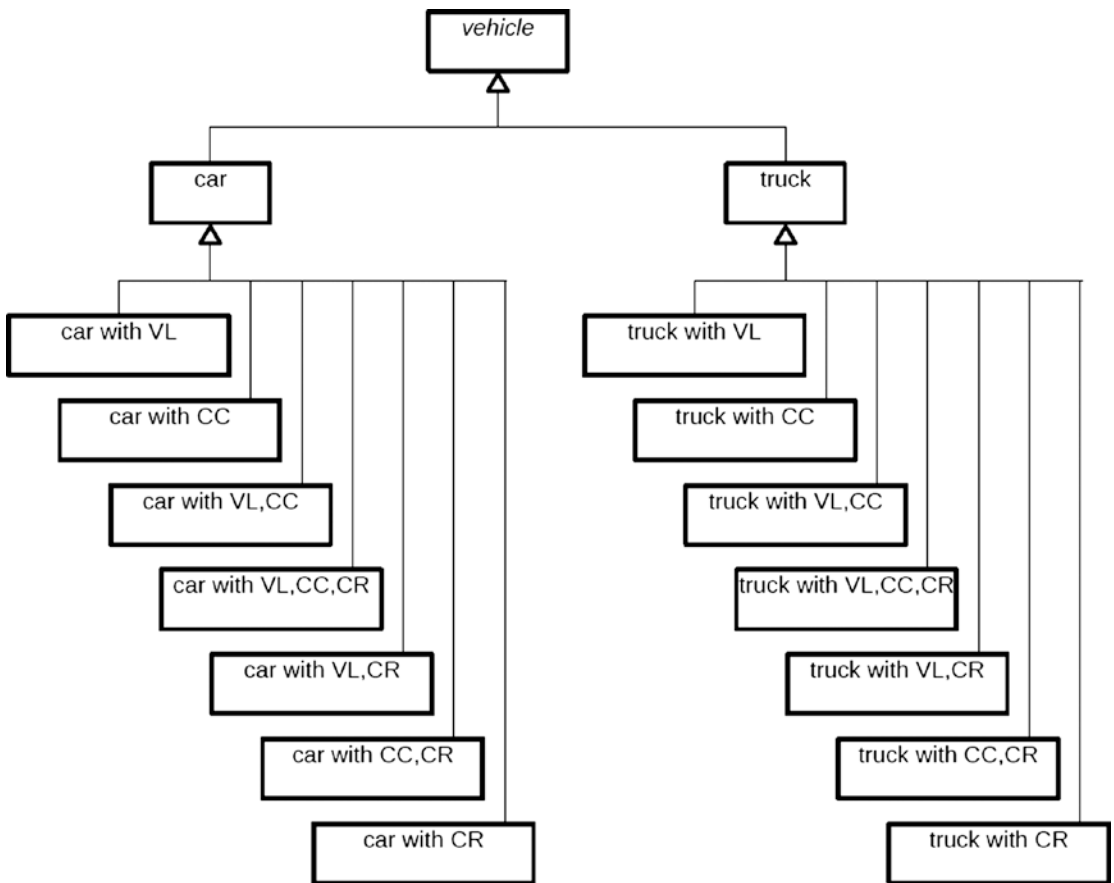 vehicle
car
truck
car with VL
truck with VL
car with CC
truck with CC
car with VL,CC
truck with VL,CC
car with VL,CC,CR
truck with VL,CC,CR
car with VL,CR
truck with VL,CR
car with CC,CR
truck with CC,CR
car with CR
truck with CR